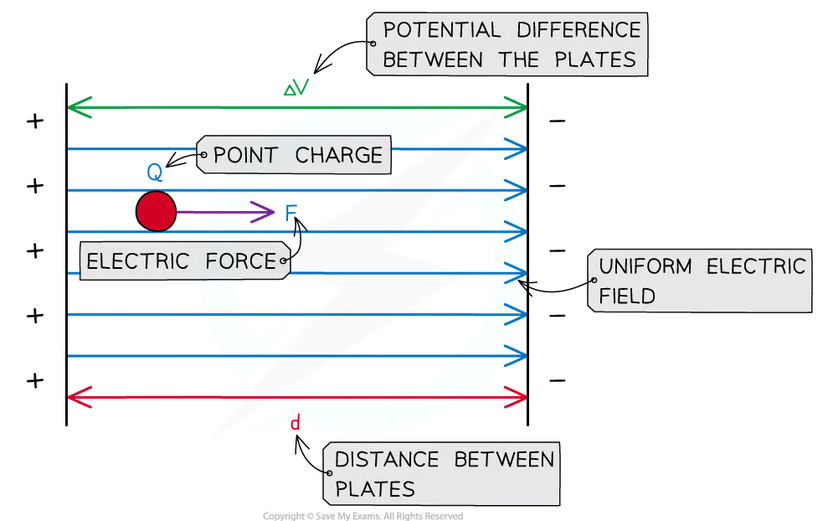 POTENTIAL DIFFERENCE
BETWEEN THE PLATES
ΔV
+ −
POINT CHARGE
Q
+ −
F
ELECTRIC FORCE
+ −
UNIFORM ELECTRIC
FIELD
+ −
+ −
d
DISTANCE BETWEEN
PLATES
Copyright © Save My Exams. All Rights Reserved